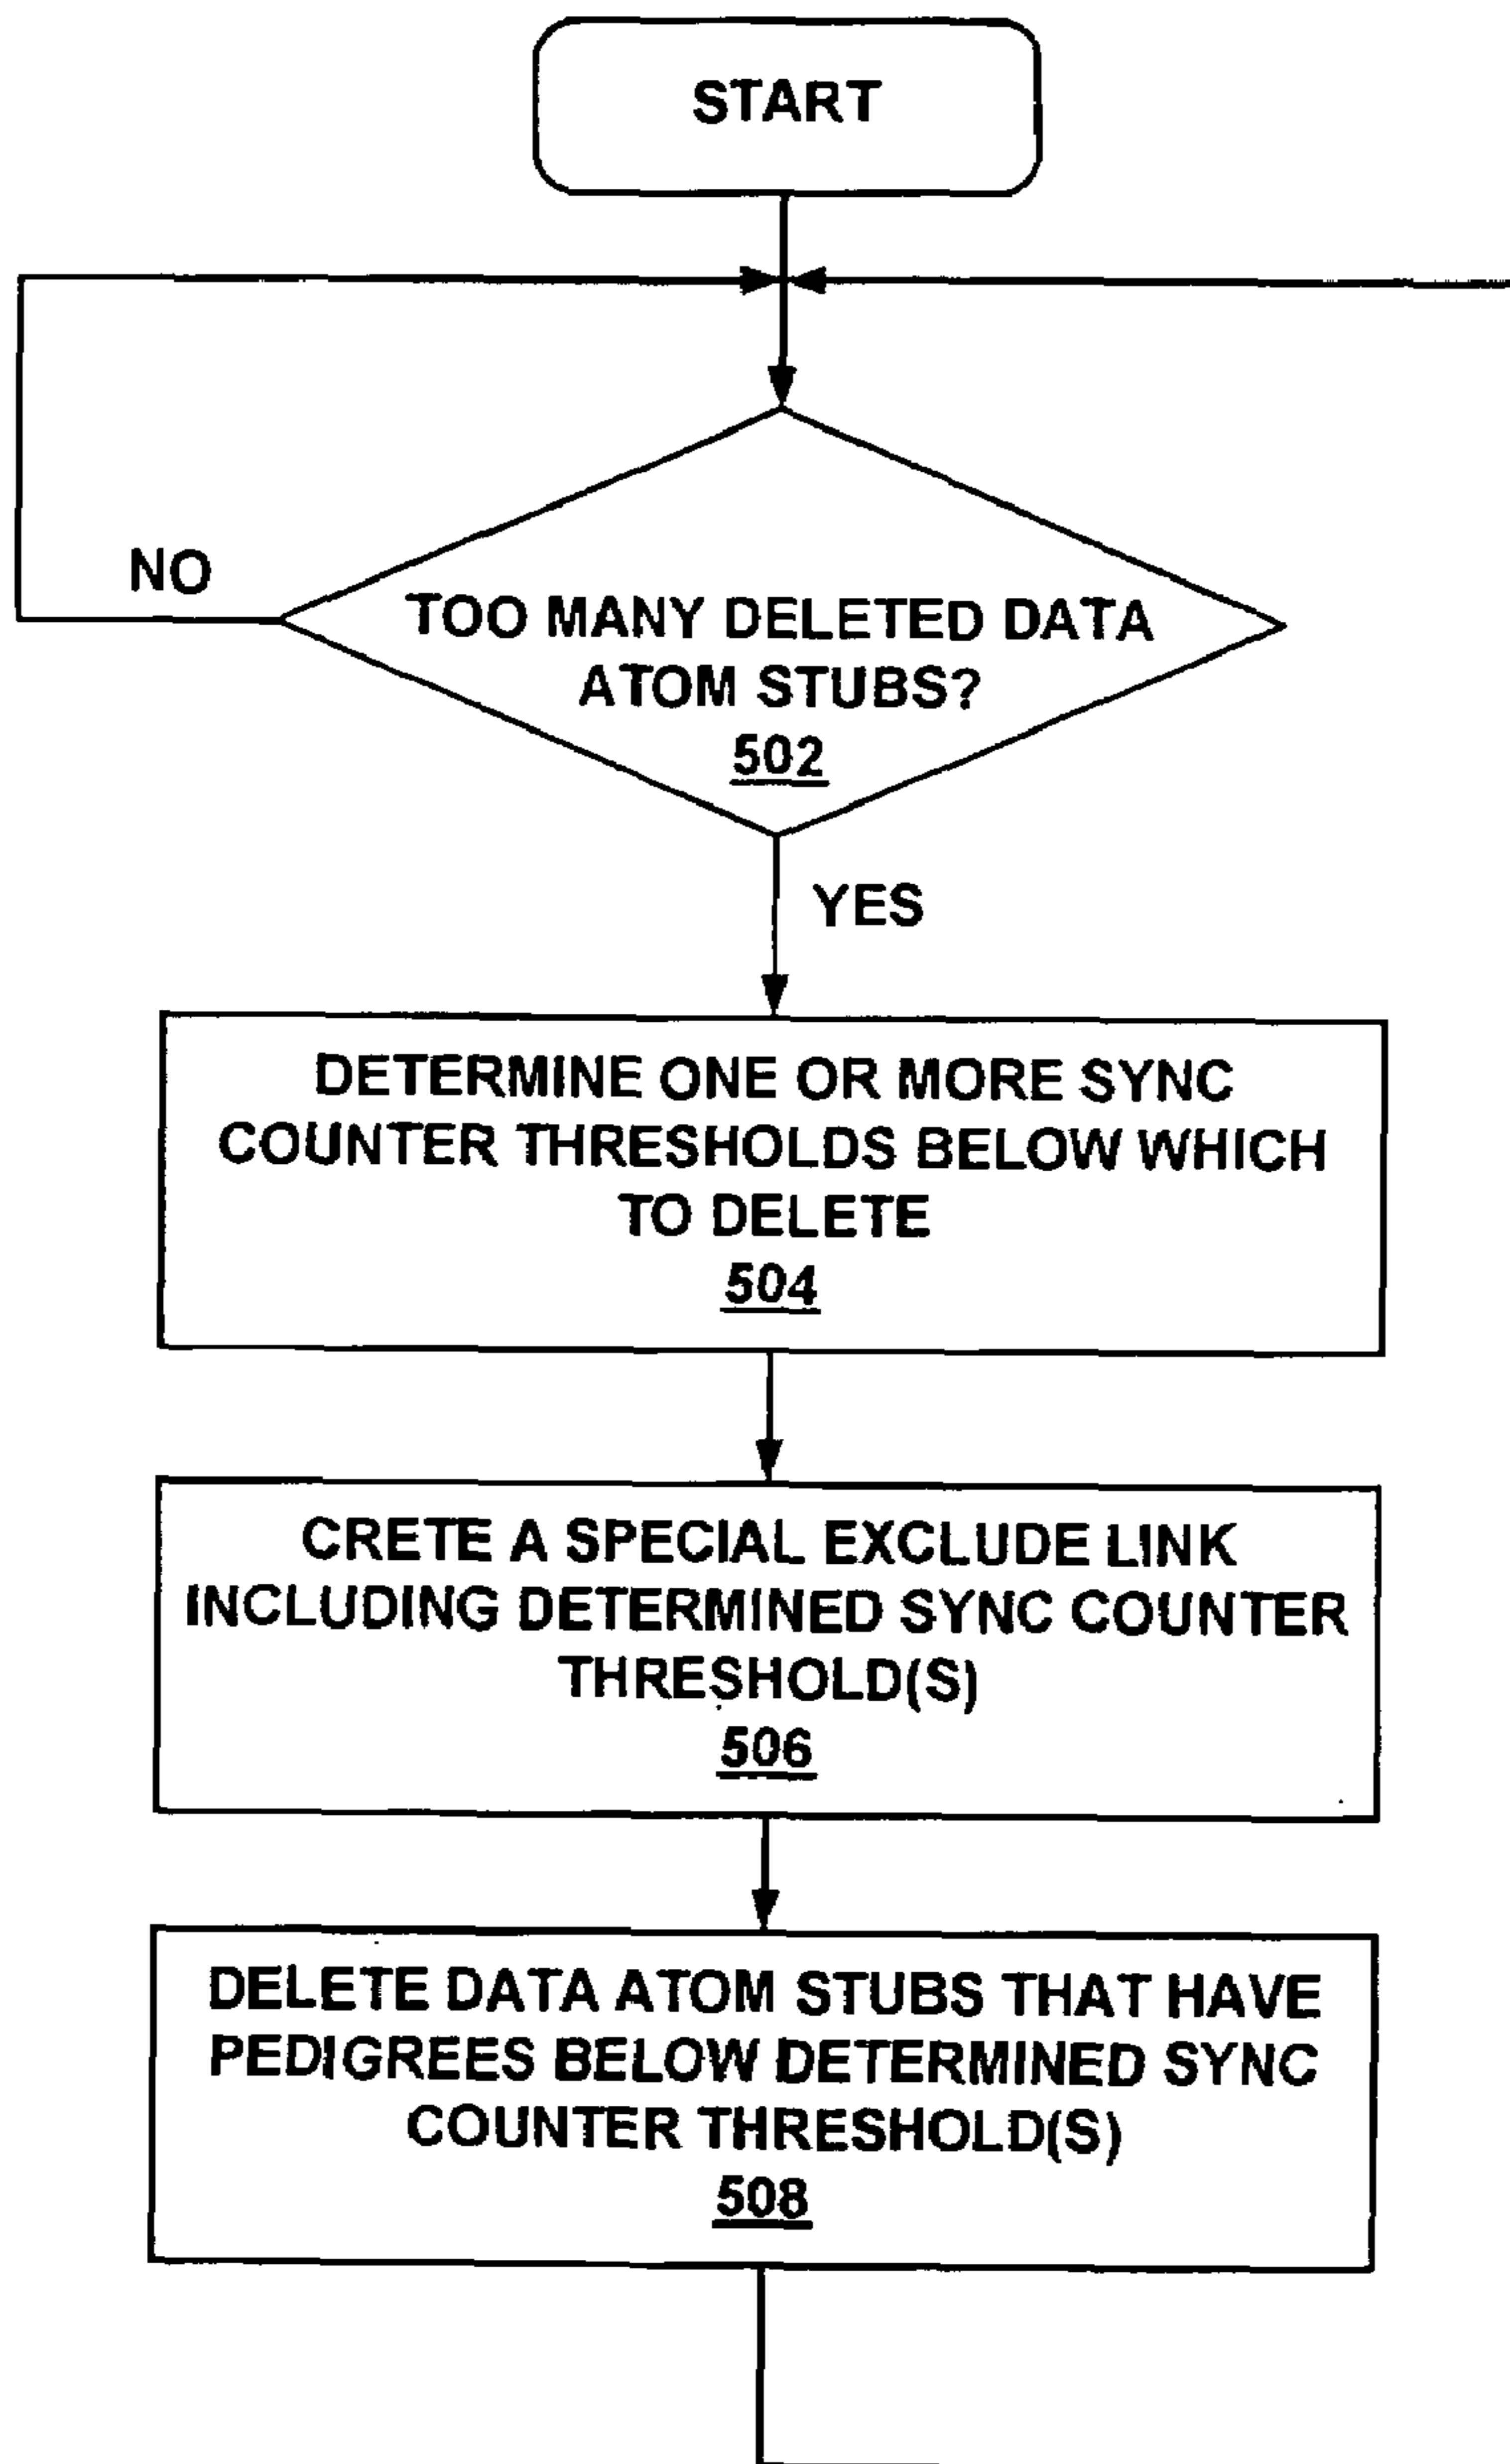 START
NO
TOO MANY DELETED DATA
ATOM STUBS?
502
YES
DETERMINE ONE OR MORE SYNC
COUNTER THRESHOLDS BELOW WHICH
TO DELETE
504
CRETE A SPECIAL EXCLUDE LINK
INCLUDING DETERMINED SYNC COUNTER
THRESHOLD(S)
506
DELETE DATA ATOM STUBS THAT HAVE
PEDIGREES BELOW DETERMINED SYNC
COUNTER THRESHOLD(S)
508